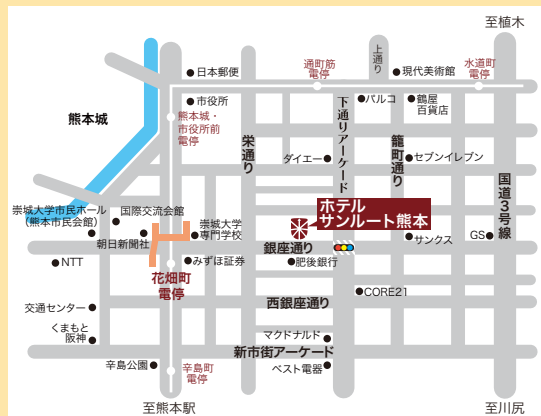 至植木
上通り
通町筋
電停
水道町
電停
日本郵便
現代美術館
市役所
パルコ
鶴屋
百貨店
熊本城
熊本城・
市役所前
電停
栄通り
下通りアーケード
籠町通り
ダイエー
セブンイレブン
国道3号線
ホテル
サンルート熊本
崇城大学市民ホール
(熊本市民会館)
国際交流会館
崇城大学
専門学校
朝日新聞社
銀座通り
サンクス
GS
NTT
みずほ証券
肥後銀行
花畑町
電停
CORE21
交通センター
西銀座通り
くまもと
阪神
マクドナルド
新市街アーケード
辛島公園
辛島町
電停
ベスト電器
至熊本駅
至川尻